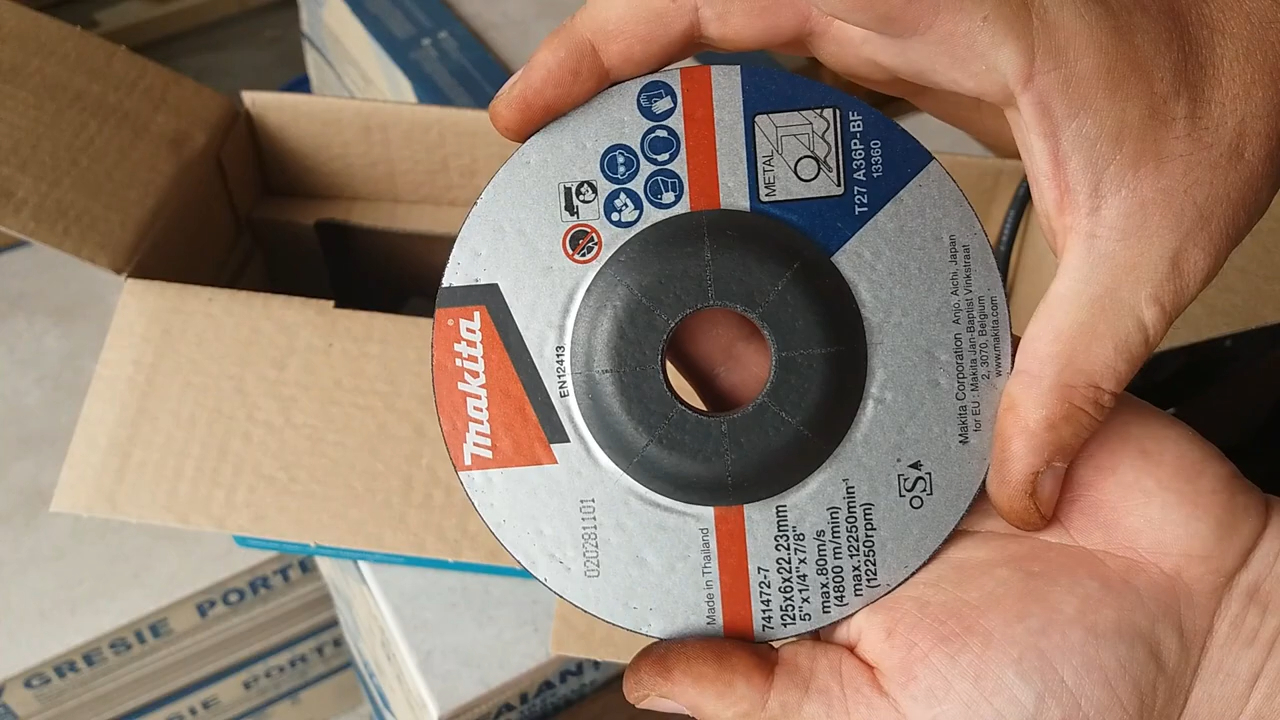 Makita®
EN12413
020281101
Made in Thailand
741472-7
125x6x22.23mm
5"x1/4"x7/8"
max.80m/s
(4800 m/min)
max.12250min⁻¹
(12250rpm)
METAL
T27 A36P-BF
13360
Makita Corporation Anjo, Aichi, Japan
for EU : Makita Jan-Baptist Vinkstraat
2, 3070, Belgium
www.makita.com
oSA
GRESIE PORTE
GRESIE PORTE